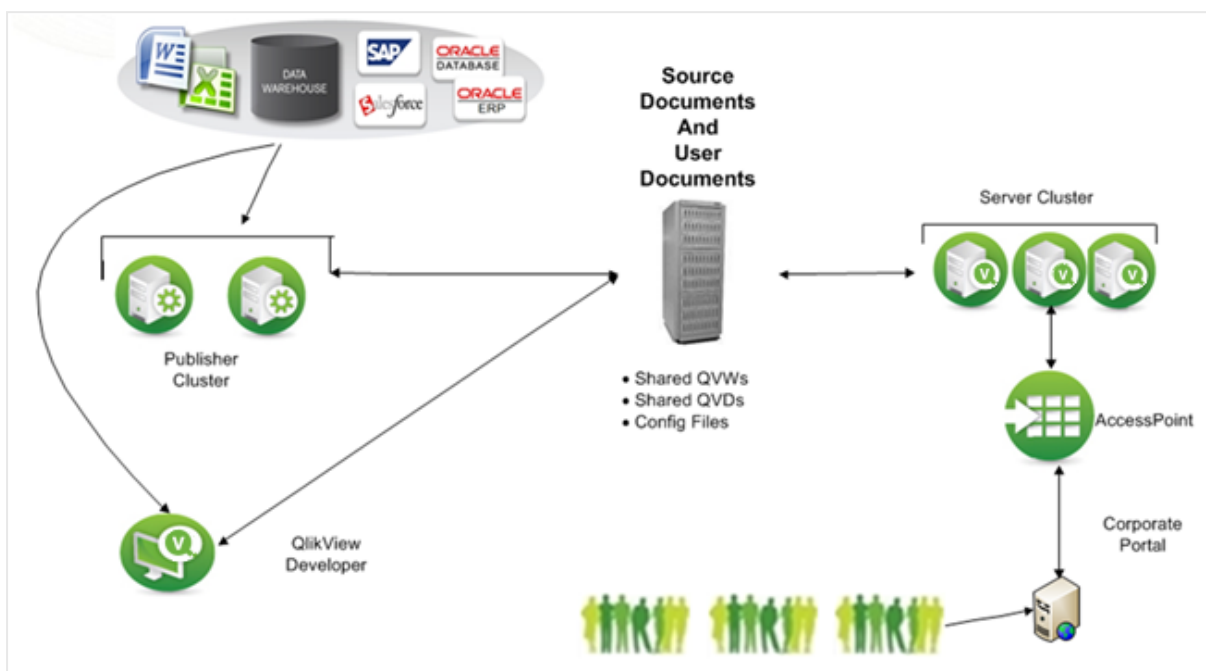 W
X
DATA
WAREHOUSE
SAP
ORACLE
DATABASE
salesforce
ORACLE
ERP
Source
Documents
And
User
Documents
Server Cluster
V
V
V
Publisher
Cluster
• Shared QVWs
• Shared QVDs
• Config Files
AccessPoint
V
QlikView
Developer
Corporate
Portal